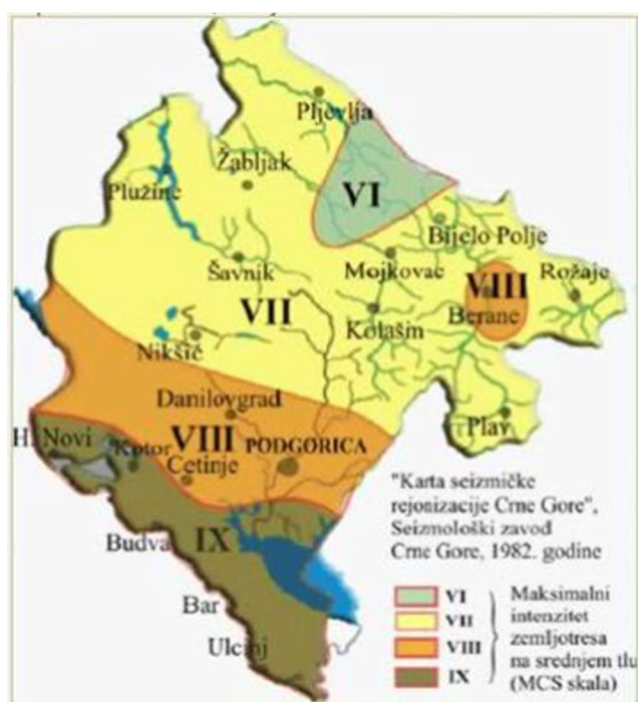 Pljevlja
Žabljak
Plužine
VI
Bijelo Polje
Šavnik
Mojkovac
VIII
Rožaje
VII
Kolašin
Berane
Nikšić
Danilovgrad
Plav
H. Novi
Kotor
VIII
PODGORICA
Cetinje
"Karta seizmičke
rejonizacije Crne Gore",
Seizmološki zavod
Crne Gore, 1982. godine
Budva
IX
Bar
Ulcinj
VI
VII
VIII
IX
Maksimalni
intenzitet
zemljotresa
na srednjem tlu
(MCS skala)